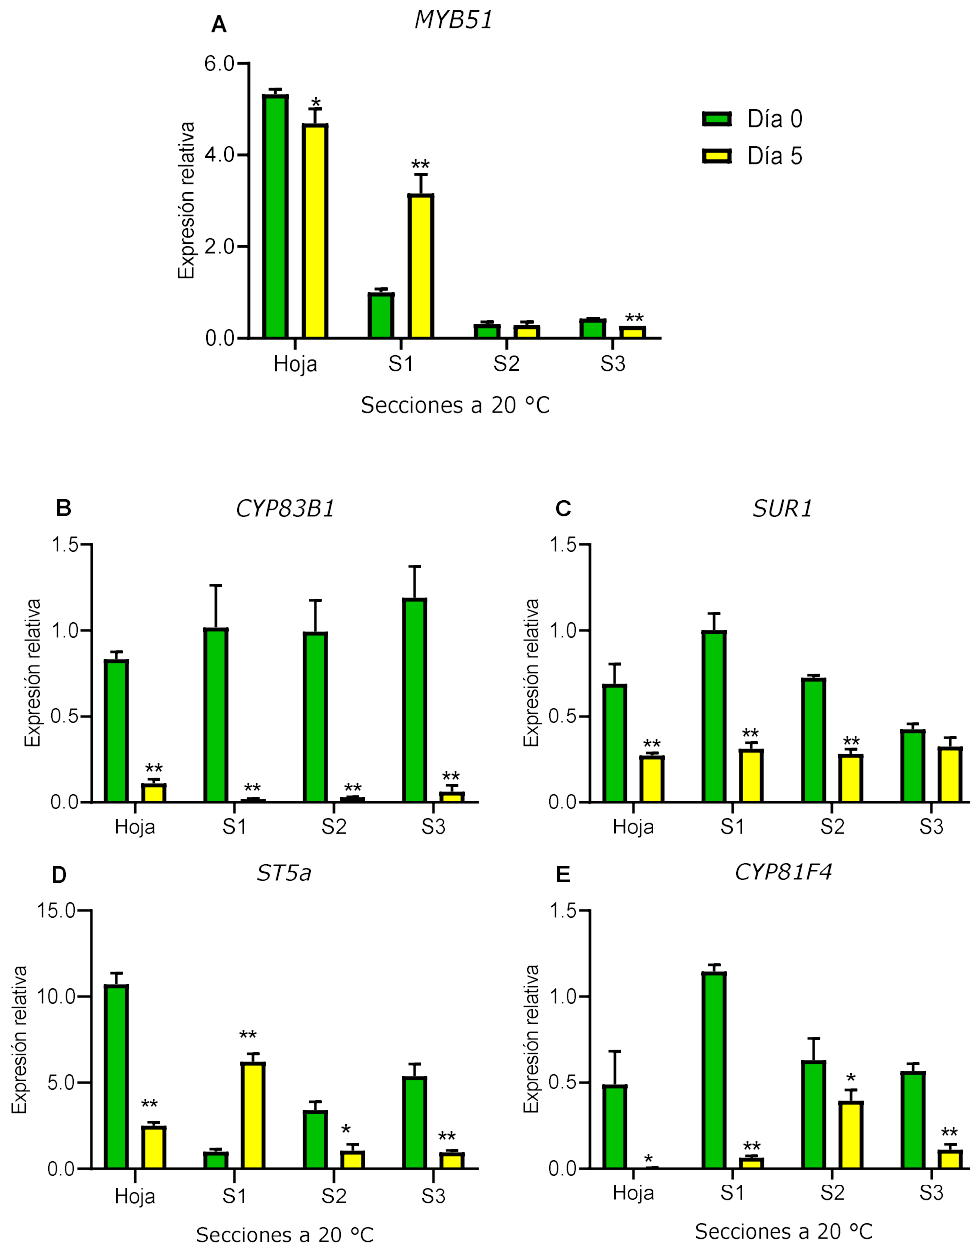 A
MYB51
6.0
4.0
2.0
0.0
Expresión relativa
*
**
**
Hoja S1 S2 S3
Secciones a 20 °C
Día 0
Día 5
B
CYP83B1
1.5
1.0
0.5
0.0
Expresión relativa
** ** ** **
Hoja S1 S2 S3
C
SUR1
1.5
1.0
0.5
0.0
Expresión relativa
** ** **
Hoja S1 S2 S3
D
ST5a
15.0
10.0
5.0
0.0
Expresión relativa
** ** * **
Hoja S1 S2 S3
Secciones a 20 °C
E
CYP81F4
1.5
1.0
0.5
0.0
Expresión relativa
* ** * **
Hoja S1 S2 S3
Secciones a 20 °C